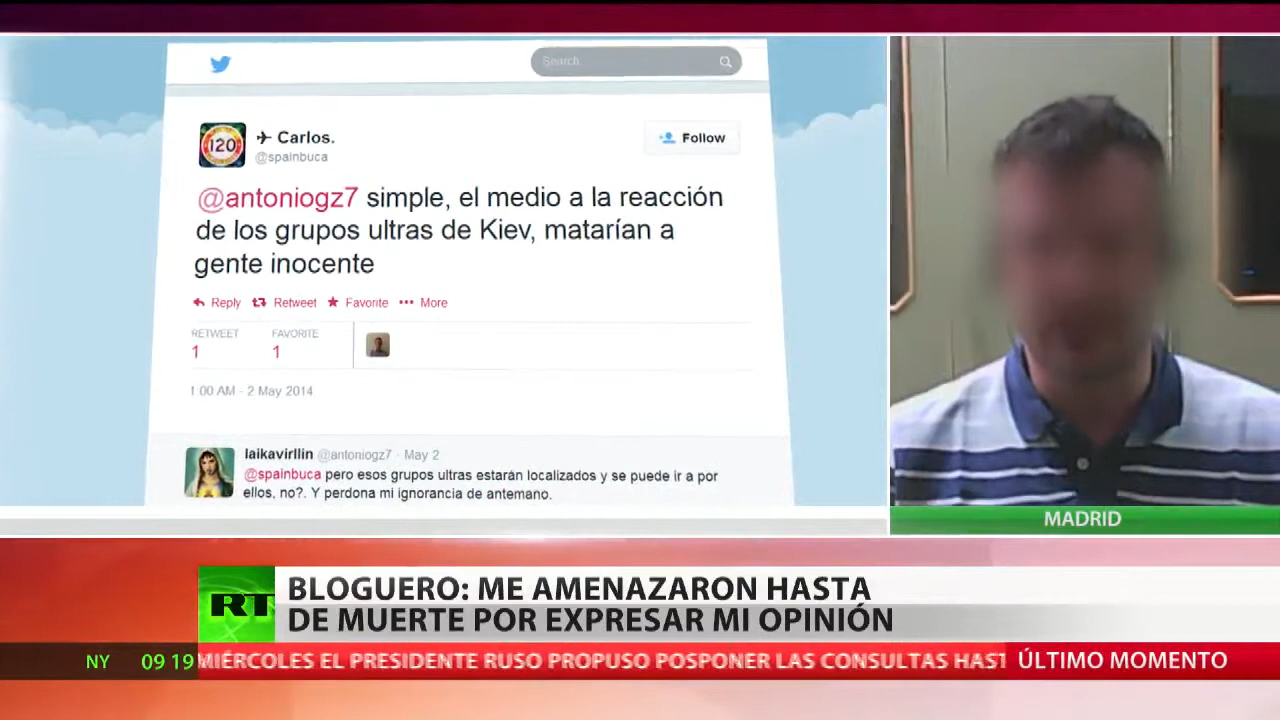 Search
120
✈ Carlos.
@spainbuca
Follow
@antoniogz7 simple, el medio a la reacción
de los grupos ultras de Kiev, matarían a
gente inocente
Reply Retweet Favorite ••• More
RETWEET FAVORITE
1 1
1:00 AM - 2 May 2014
laikavirllin @antoniogz7 · May 2
@spainbuca pero esos grupos ultras estarán localizados y se puede ir a por
ellos, no?. Y perdona mi ignorancia de antemano.
MADRID
RT
BLOGUERO: ME AMENAZARON HASTA
DE MUERTE POR EXPRESAR MI OPINIÓN
NY 09:19 MIÉRCOLES EL PRESIDENTE RUSO PROPUSO POSPONER LAS CONSULTAS HAST ÚLTIMO MOMENTO